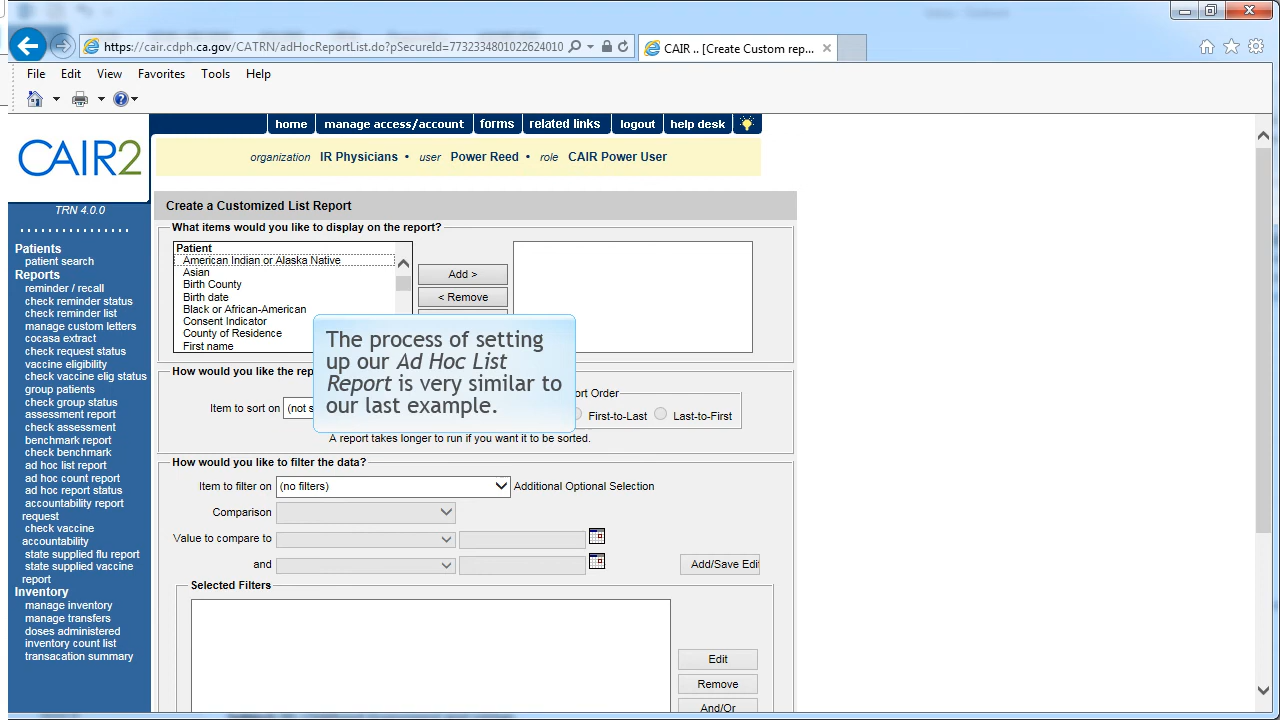 https://cair.cdph.ca.gov/CATRN/adHocReportList.do?pSecureId=7732334801022624010
CAIR .. [Create Custom rep...
File Edit View Favorites Tools Help
home manage access/account forms related links logout help desk
CAIR2
organization IR Physicians • user Power Reed • role CAIR Power User
TRN 4.0.0
Patients
patient search
Reports
reminder / recall
check reminder status
check reminder list
manage custom letters
cocasa extract
check request status
vaccine eligibility
check vaccine elig status
group patients
check group status
assessment report
check assessment
benchmark report
check benchmark
ad hoc list report
ad hoc count report
ad hoc report status
accountability report
request
check vaccine
accountability
state supplied flu report
state supplied vaccine
report
Inventory
manage inventory
manage transfers
doses administered
inventory count list
transacation summary
Create a Customized List Report
What items would you like to display on the report?
Patient
American Indian or Alaska Native
Asian
Birth County
Birth date
Black or African-American
Consent Indicator
County of Residence
First name
Add >
< Remove
The process of setting
up our Ad Hoc List
Report is very similar to
our last example.
How would you like the rep
rt Order
Item to sort on (not s
First-to-Last Last-to-First
A report takes longer to run if you want it to be sorted.
How would you like to filter the data?
Item to filter on (no filters) Additional Optional Selection
Comparison
Value to compare to
and
Add/Save Edi
Selected Filters
Edit
Remove
And/Or